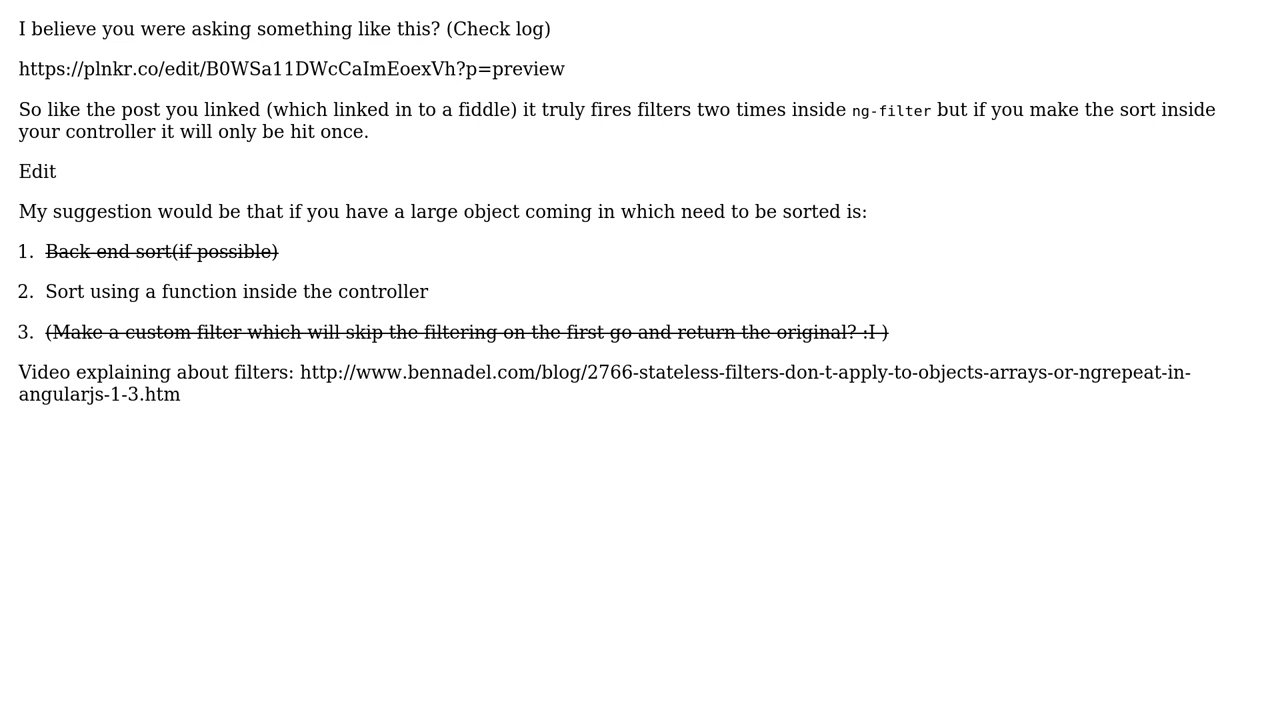 I believe you were asking something like this? (Check log)
https://plnkr.co/edit/B0WSa11DWcCaImEoexVh?p=preview
So like the post you linked (which linked in to a fiddle) it truly fires filters two times inside ng-filter but if you make the sort inside
your controller it will only be hit once.
Edit
My suggestion would be that if you have a large object coming in which need to be sorted is:
1. Back end sort(if possible)
2. Sort using a function inside the controller
3. (Make a custom filter which will skip the filtering on the first go and return the original? :I )
Video explaining about filters: http://www.bennadel.com/blog/2766-stateless-filters-don-t-apply-to-objects-arrays-or-ngrepeat-in-
angularjs-1-3.htm